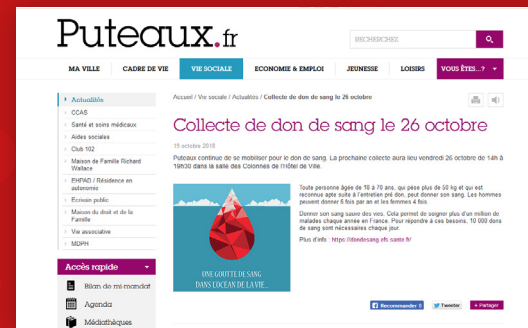 Puteaux.fr
RECHERCHER
MA VILLE CADRE DE VIE VIE SOCIALE ECONOMIE & EMPLOI JEUNESSE LOISIRS VOUS ÊTES...?
Actualités
CCAS
Santé et soins médicaux
Aides sociales
Club 102
Maison de Famille Richard
Wallace
EHPAD / Résidence en
autonomie
Ecrivain public
Maison du droit et de la
Famille
Vie associative
MDPH
Accès rapide
Bilan de mi-mandat
Agenda
Médiathèques
Accueil / Vie sociale / Actualités / Collecte de don de sang le 26 octobre
Collecte de don de sang le 26 octobre
19 octobre 2018
Puteaux continue de se mobiliser pour le don de sang. La prochaine collecte aura lieu vendredi 26 octobre de 14h à
19h30 dans la salle des Colonnes de l'Hôtel de Ville.
UNE GOUTTE DE SANG
DANS L'OCÉAN DE LA VIE...
Toute personne âgée de 18 à 70 ans, qui pèse plus de 50 kg et qui est
reconnue apte suite à l'entretien pré don, peut donner son sang. Les hommes
peuvent donner 6 fois par an et les femmes 4 fois.
Donner son sang sauve des vies. Cela permet de soigner plus d'un million de
malades chaque année en France. Pour répondre à ces besoins, 10 000 dons
de sang sont nécessaires chaque jour.
Plus d'info : https://dondesang.efs.sante.fr/
Recommander 0 Tweeter + Partager